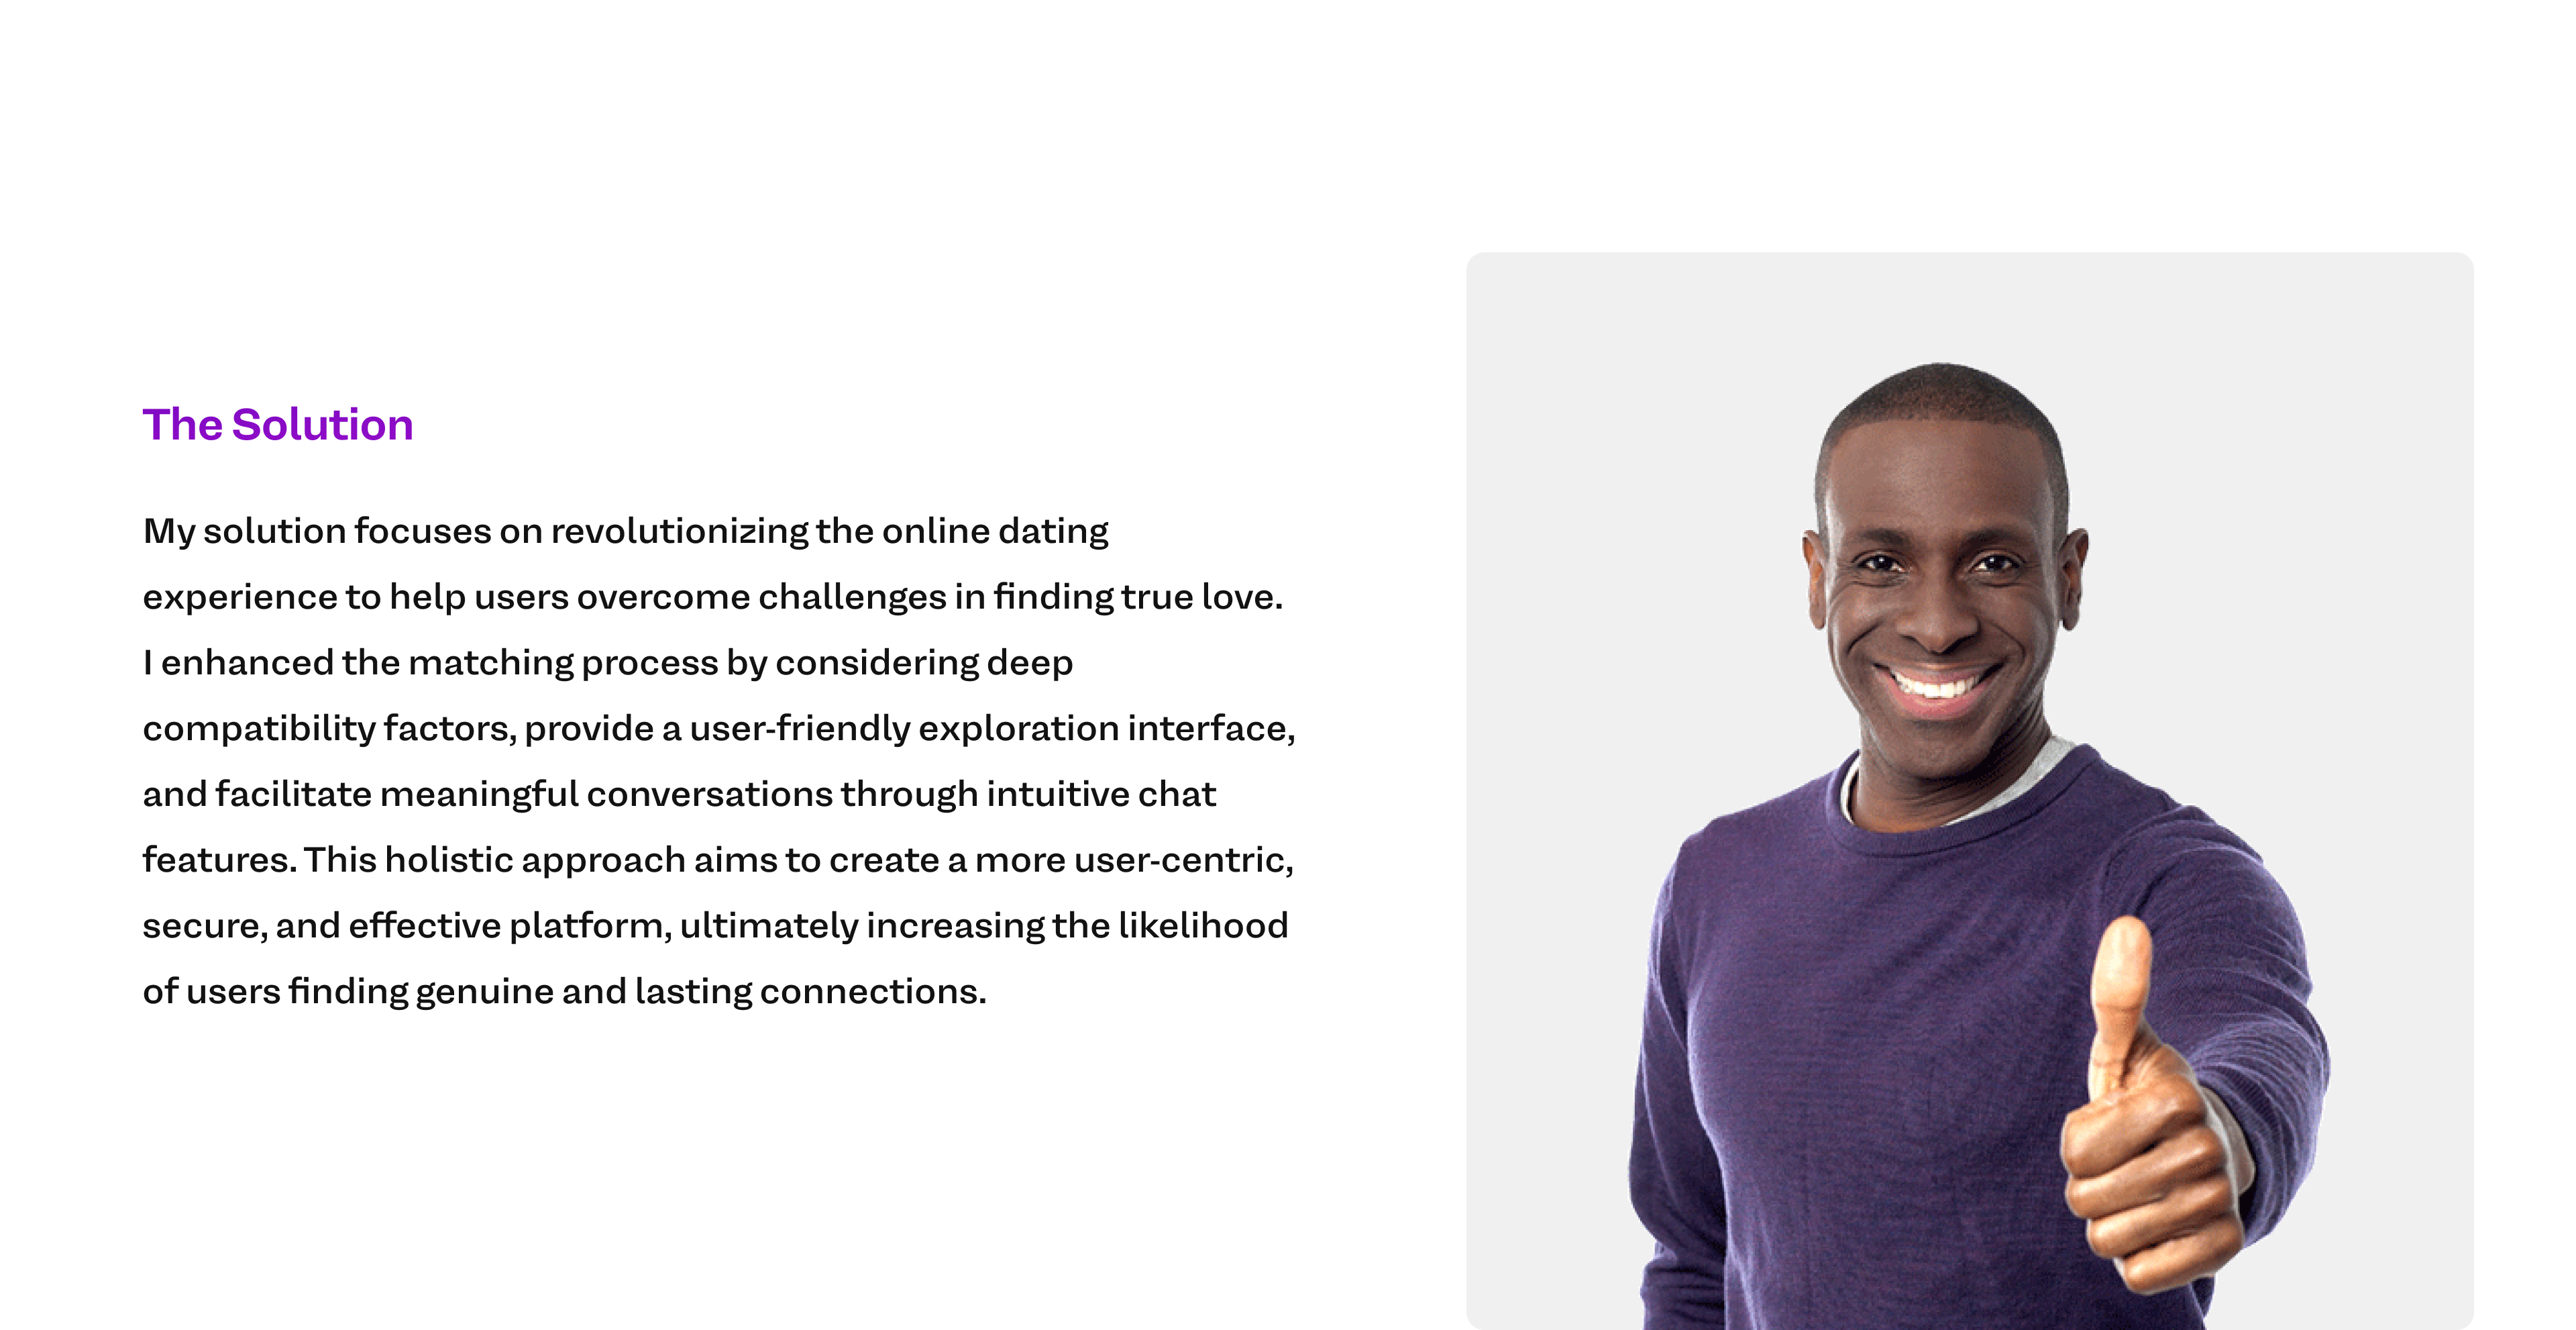 The Solution
My solution focuses on revolutionizing the online dating
experience to help users overcome challenges in finding true love.
I enhanced the matching process by considering deep
compatibility factors, provide a user-friendly exploration interface,
and facilitate meaningful conversations through intuitive chat
features. This holistic approach aims to create a more user-centric,
secure, and effective platform, ultimately increasing the likelihood
of users finding genuine and lasting connections.